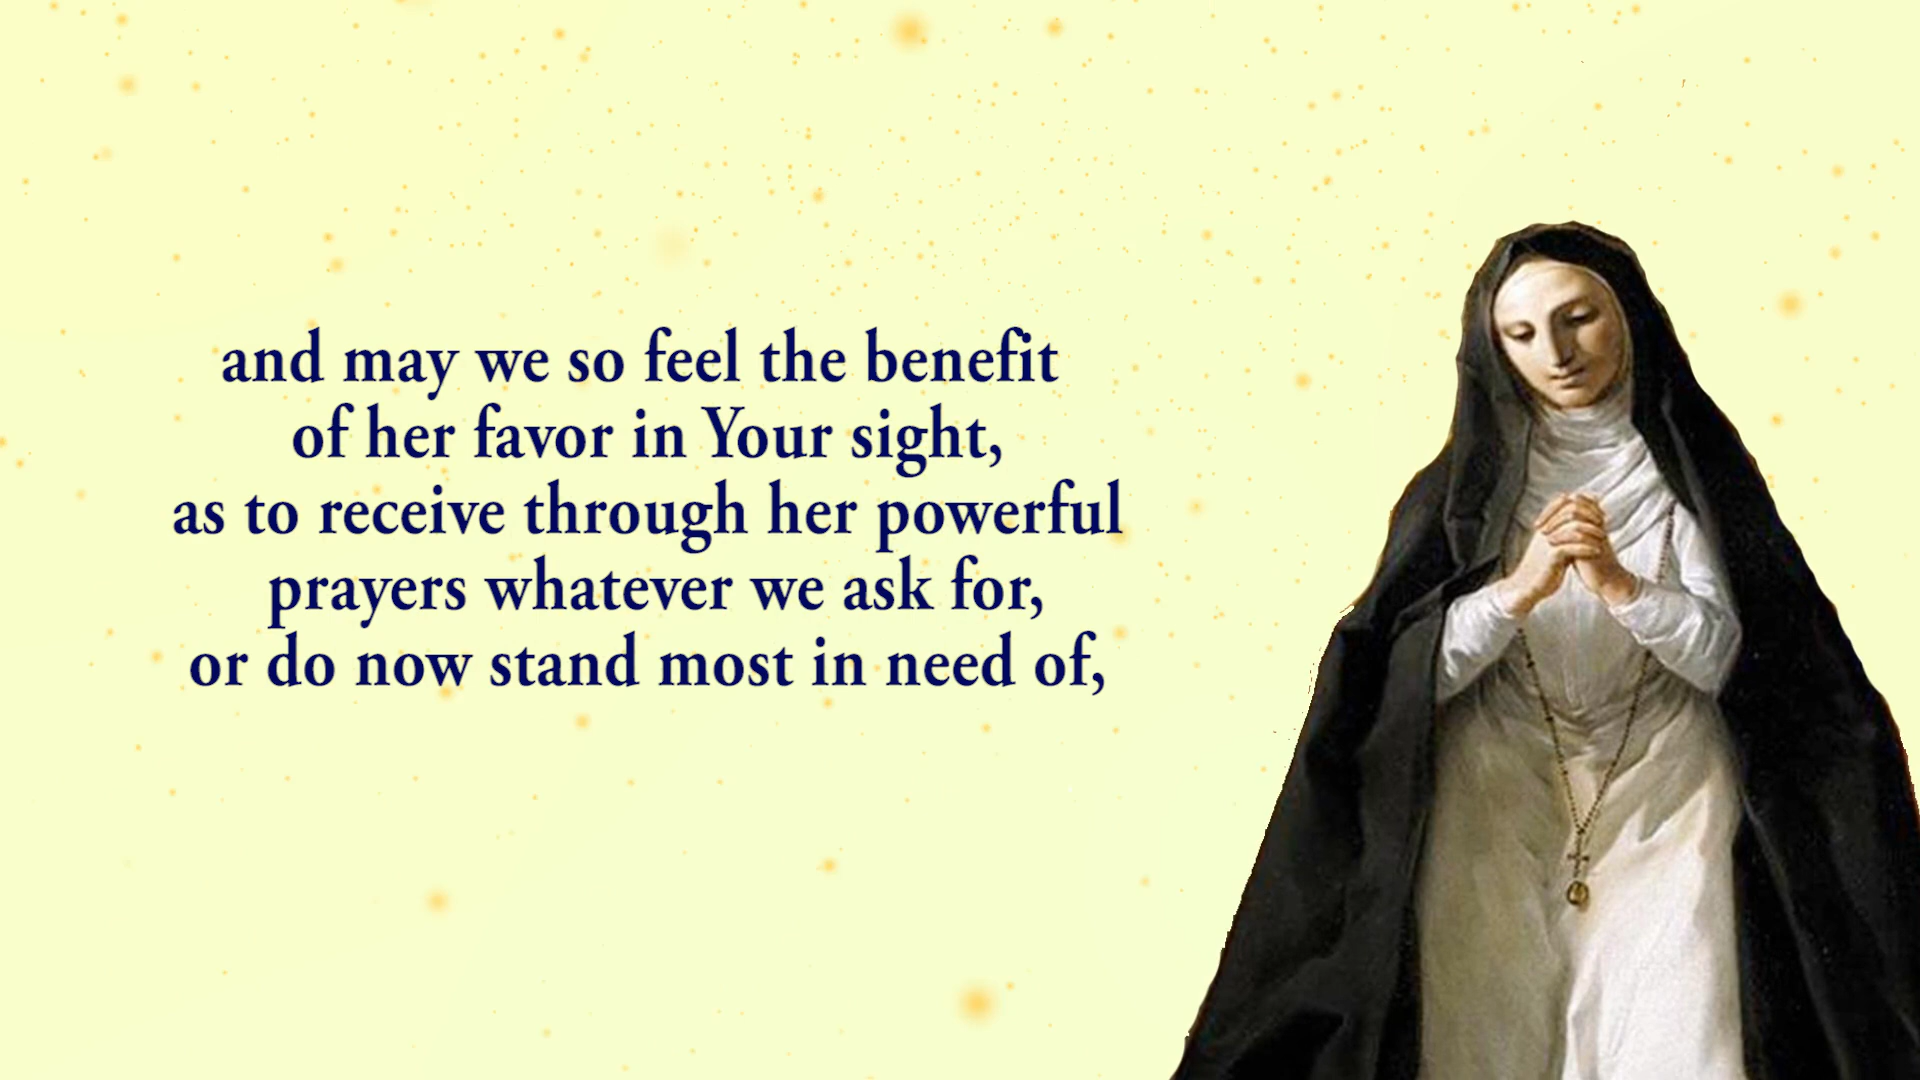 and may we so feel the benefit
of her favor in Your sight,
as to receive through her powerful
prayers whatever we ask for,
or do now stand most in need of,